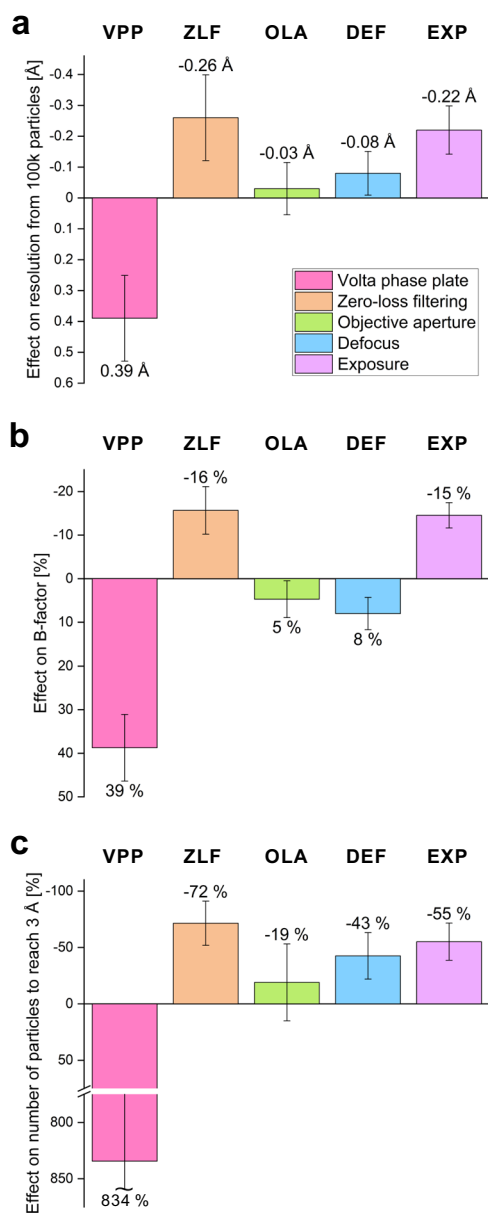 a
VPP ZLF OLA DEF EXP
Effect on resolution from 100k particles [Å]
-0.4
-0.3
-0.2
-0.1
0
0.1
0.2
0.3
0.4
0.5
0.6
-0.26 Å
-0.03 Å
-0.08 Å
-0.22 Å
0.39 Å
Volta phase plate
Zero-loss filtering
Objective aperture
Defocus
Exposure
b
VPP ZLF OLA DEF EXP
Effect on B-factor [%]
-20
-10
0
10
20
30
40
50
-16 %
-15 %
5 %
8 %
39 %
c
VPP ZLF OLA DEF EXP
Effect on number of particles to reach 3 Å [%]
-100
-50
0
50
800
850
-72 %
-19 %
-43 %
-55 %
834 %